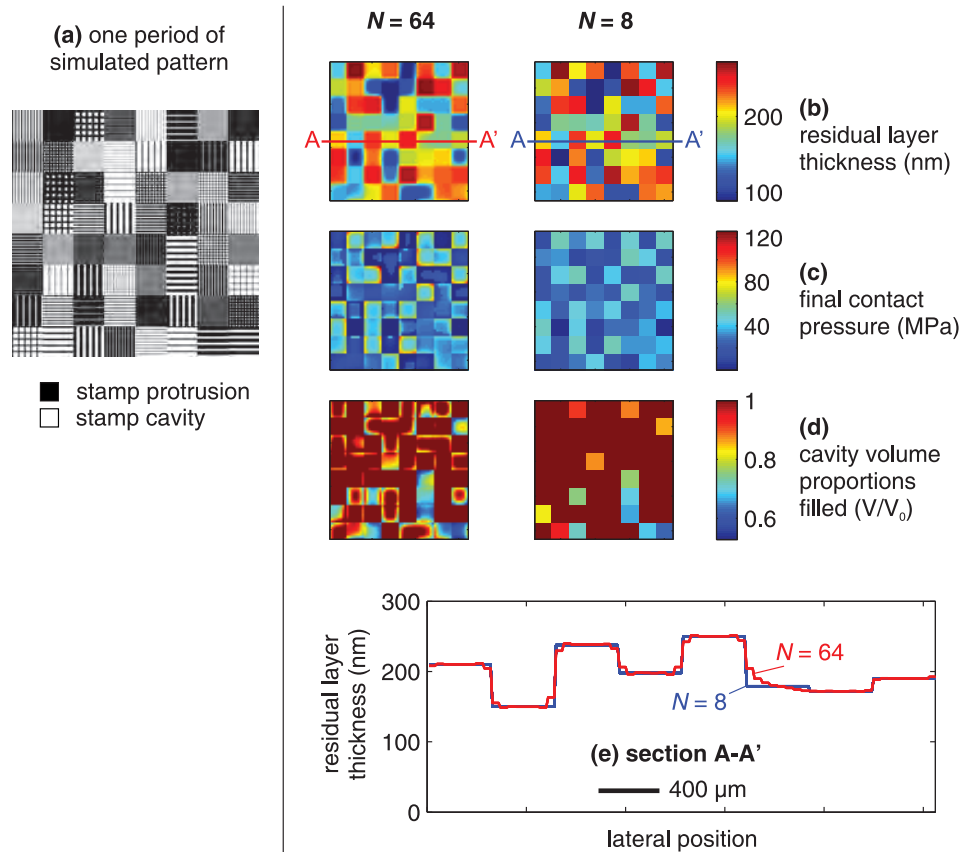 N = 64
N = 8
(a) one period of
simulated pattern
stamp protrusion
stamp cavity
A
A'
A
A'
200
100
(b)
residual layer
thickness (nm)
120
80
40
(c)
final contact
pressure (MPa)
1
0.8
0.6
(d)
cavity volume
proportions
filled (V/V₀)
300
200
100
0
residual layer
thickness (nm)
N = 64
N = 8
(e) section A-A'
400 μm
lateral position